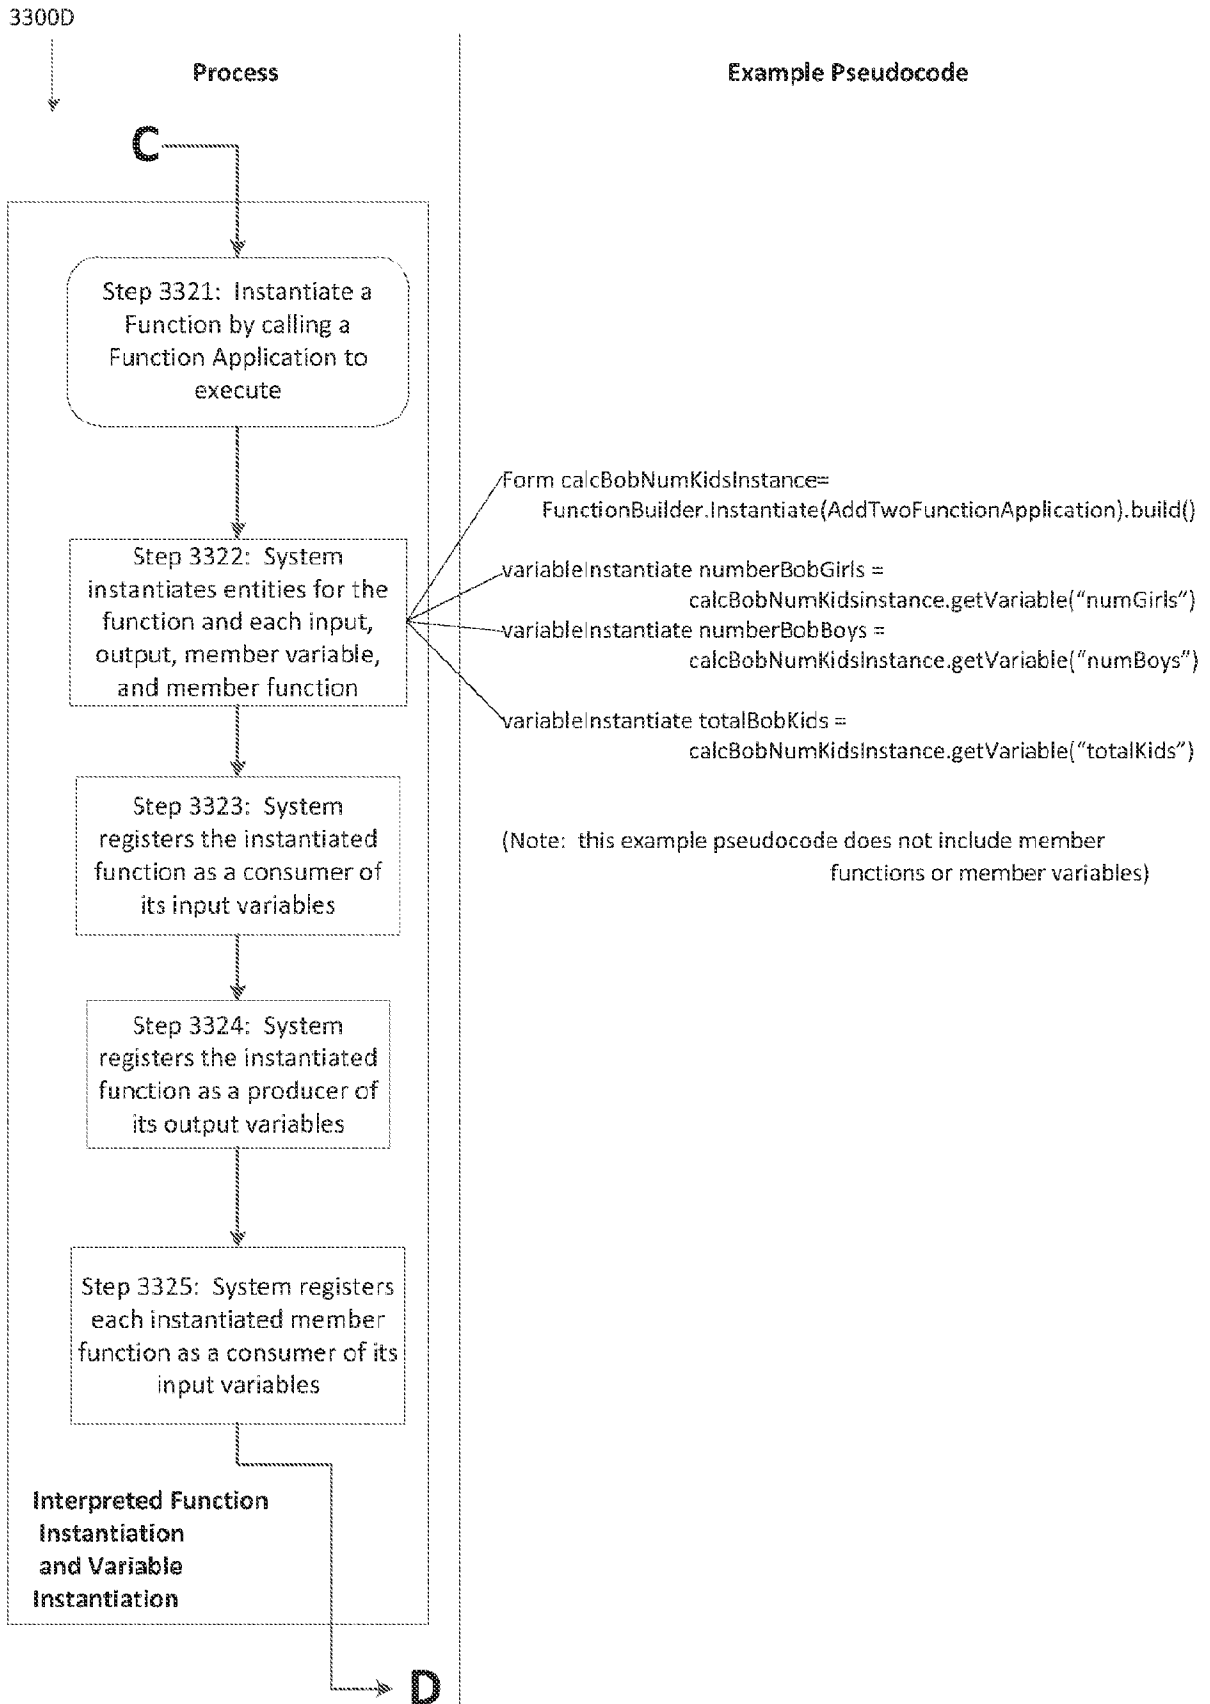 3300D
Process
Example Pseudocode
C
Step 3321: Instantiate a
Function by calling a
Function Application to
execute
Form calcBobNumKidsInstance=
FunctionBuilder.Instantiate(AddTwoFunctionApplication).build()
Step 3322: System
instantiates entities for the
function and each input,
output, member variable,
and member function
variableInstantiate numberBobGirls =
calcBobNumKidsinstance.getVariable("numGirls")
variableInstantiate numberBobBoys =
calcBobNumKidsInstance.getVariable("numBoys")
variableInstantiate totalBobKids =
calcBobNumKidsInstance.getVariable("totalKids")
Step 3323: System
registers the instantiated
function as a consumer of
its input variables
(Note: this example pseudocode does not include member
functions or member variables)
Step 3324: System
registers the instantiated
function as a producer of
its output variables
Step 3325: System registers
each instantiated member
function as a consumer of its
input variables
Interpreted Function
Instantiation
and Variable
Instantiation
D